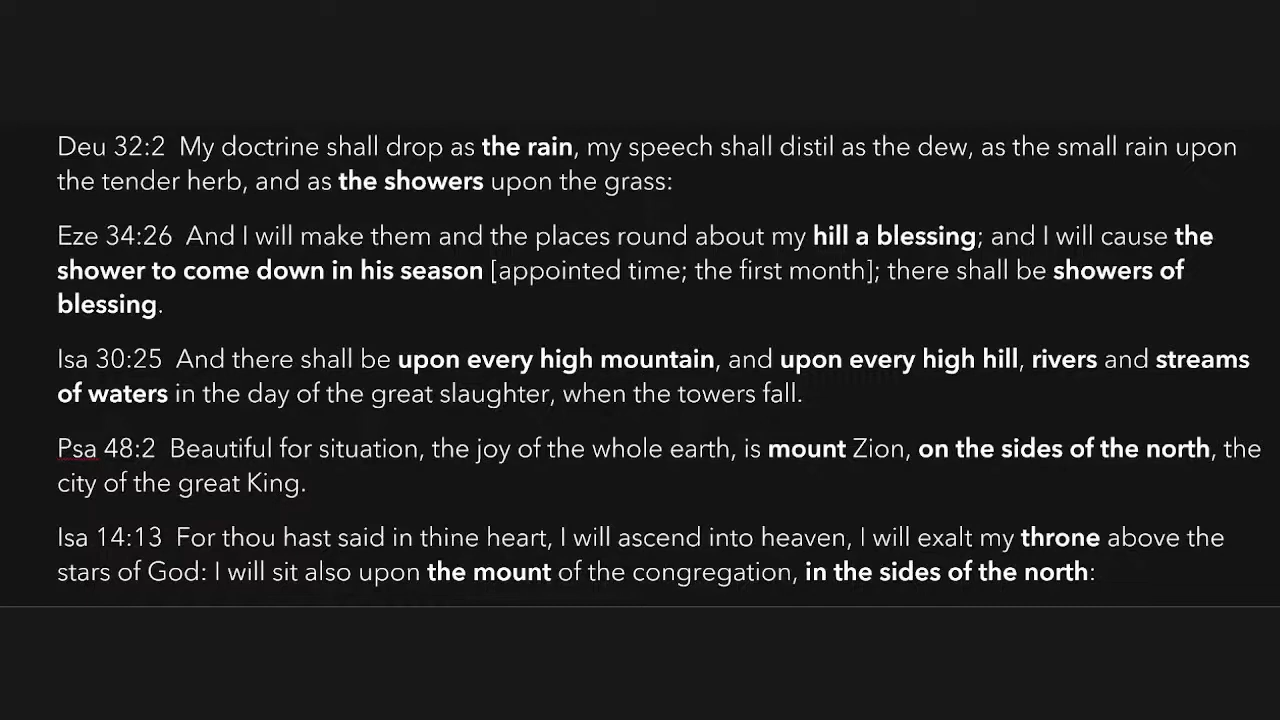 Deu 32:2 My doctrine shall drop as the rain, my speech shall distil as the dew, as the small rain upon
the tender herb, and as the showers upon the grass:
Eze 34:26 And I will make them and the places round about my hill a blessing; and I will cause the
shower to come down in his season [appointed time; the first month]; there shall be showers of
blessing.
Isa 30:25 And there shall be upon every high mountain, and upon every high hill, rivers and streams
of waters in the day of the great slaughter, when the towers fall.
Psa 48:2 Beautiful for situation, the joy of the whole earth, is mount Zion, on the sides of the north, the
city of the great King.
Isa 14:13 For thou hast said in thine heart, I will ascend into heaven, I will exalt my throne above the
stars of God: I will sit also upon the mount of the congregation, in the sides of the north: